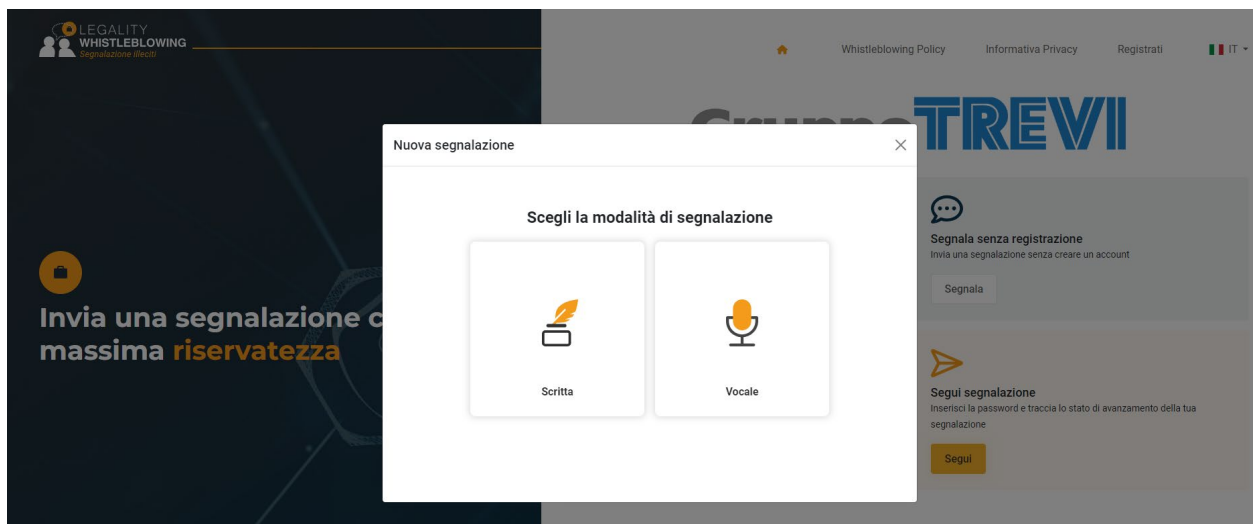 LEGALITY
WHISTLEBLOWING
Segnalazione illeciti
Whistleblowing Policy
Informativa Privacy
Registrati
IT
Gruppo TREVI
Nuova segnalazione
Scegli la modalità di segnalazione
Scritta
Vocale
Invia una segnalazione c
massima riservatezza
Segnala senza registrazione
Invia una segnalazione senza creare un account
Segnala
Segui segnalazione
Inserisci la password e traccia lo stato di avanzamento della tua
segnalazione
Segui